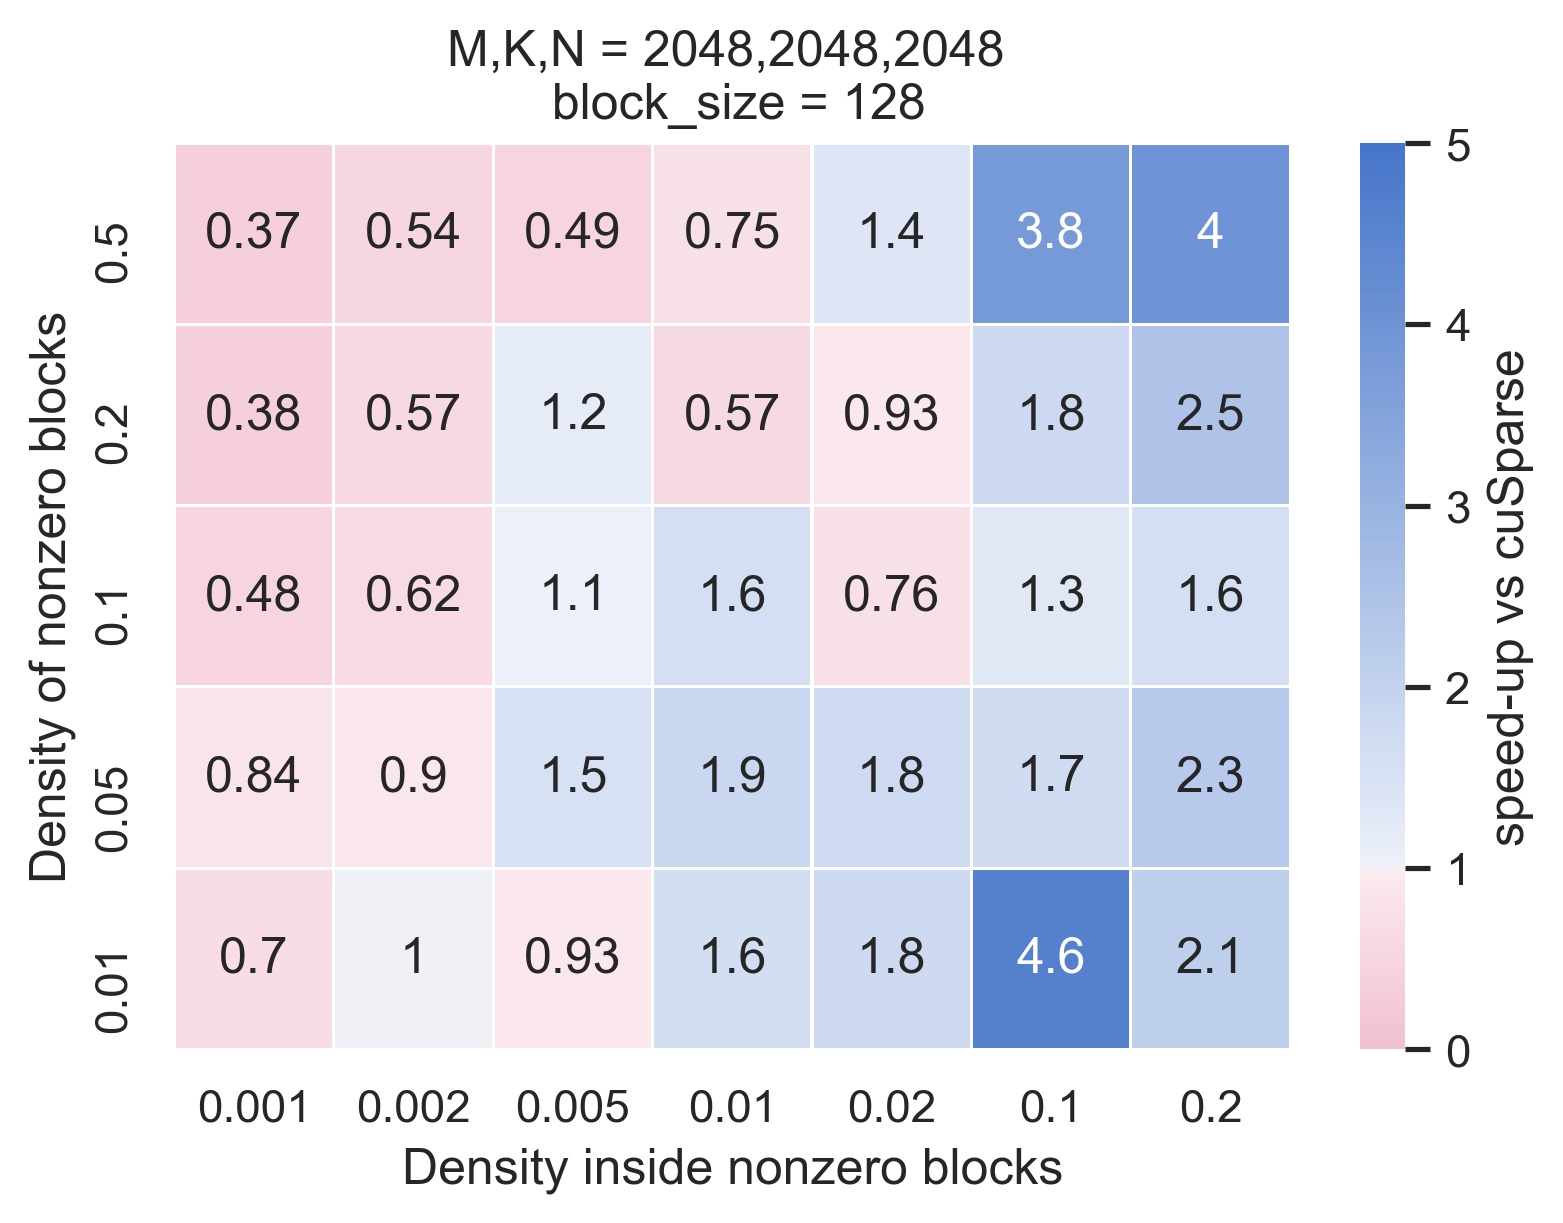 M,K,N = 2048,2048,2048
block_size = 128
Density of nonzero blocks
0.5 0.37 0.54 0.49 0.75 1.4 3.8 4
0.2 0.38 0.57 1.2 0.57 0.93 1.8 2.5
0.1 0.48 0.62 1.1 1.6 0.76 1.3 1.6
0.05 0.84 0.9 1.5 1.9 1.8 1.7 2.3
0.01 0.7 1 0.93 1.6 1.8 4.6 2.1
0.001 0.002 0.005 0.01 0.02 0.1 0.2
Density inside nonzero blocks
5
4
3
2
1
0
speed-up vs cuSparse